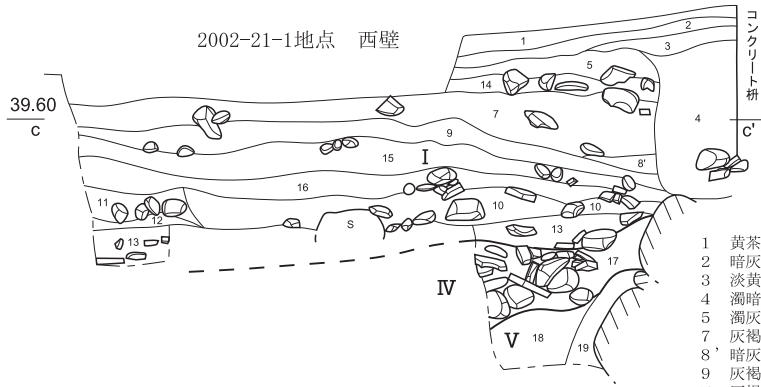 2002-21-1地点　西壁
コンクリート枡
39.60
c
c'
1
2
3
5
14
4
7
9
8'
15
I
16
11
12
13
S
10
10
13
17
IV
V
18
19
1 黄茶
2 暗灰
3 淡黄
4 濁暗
5 濁灰
7 灰褐
8' 暗灰
9 灰褐